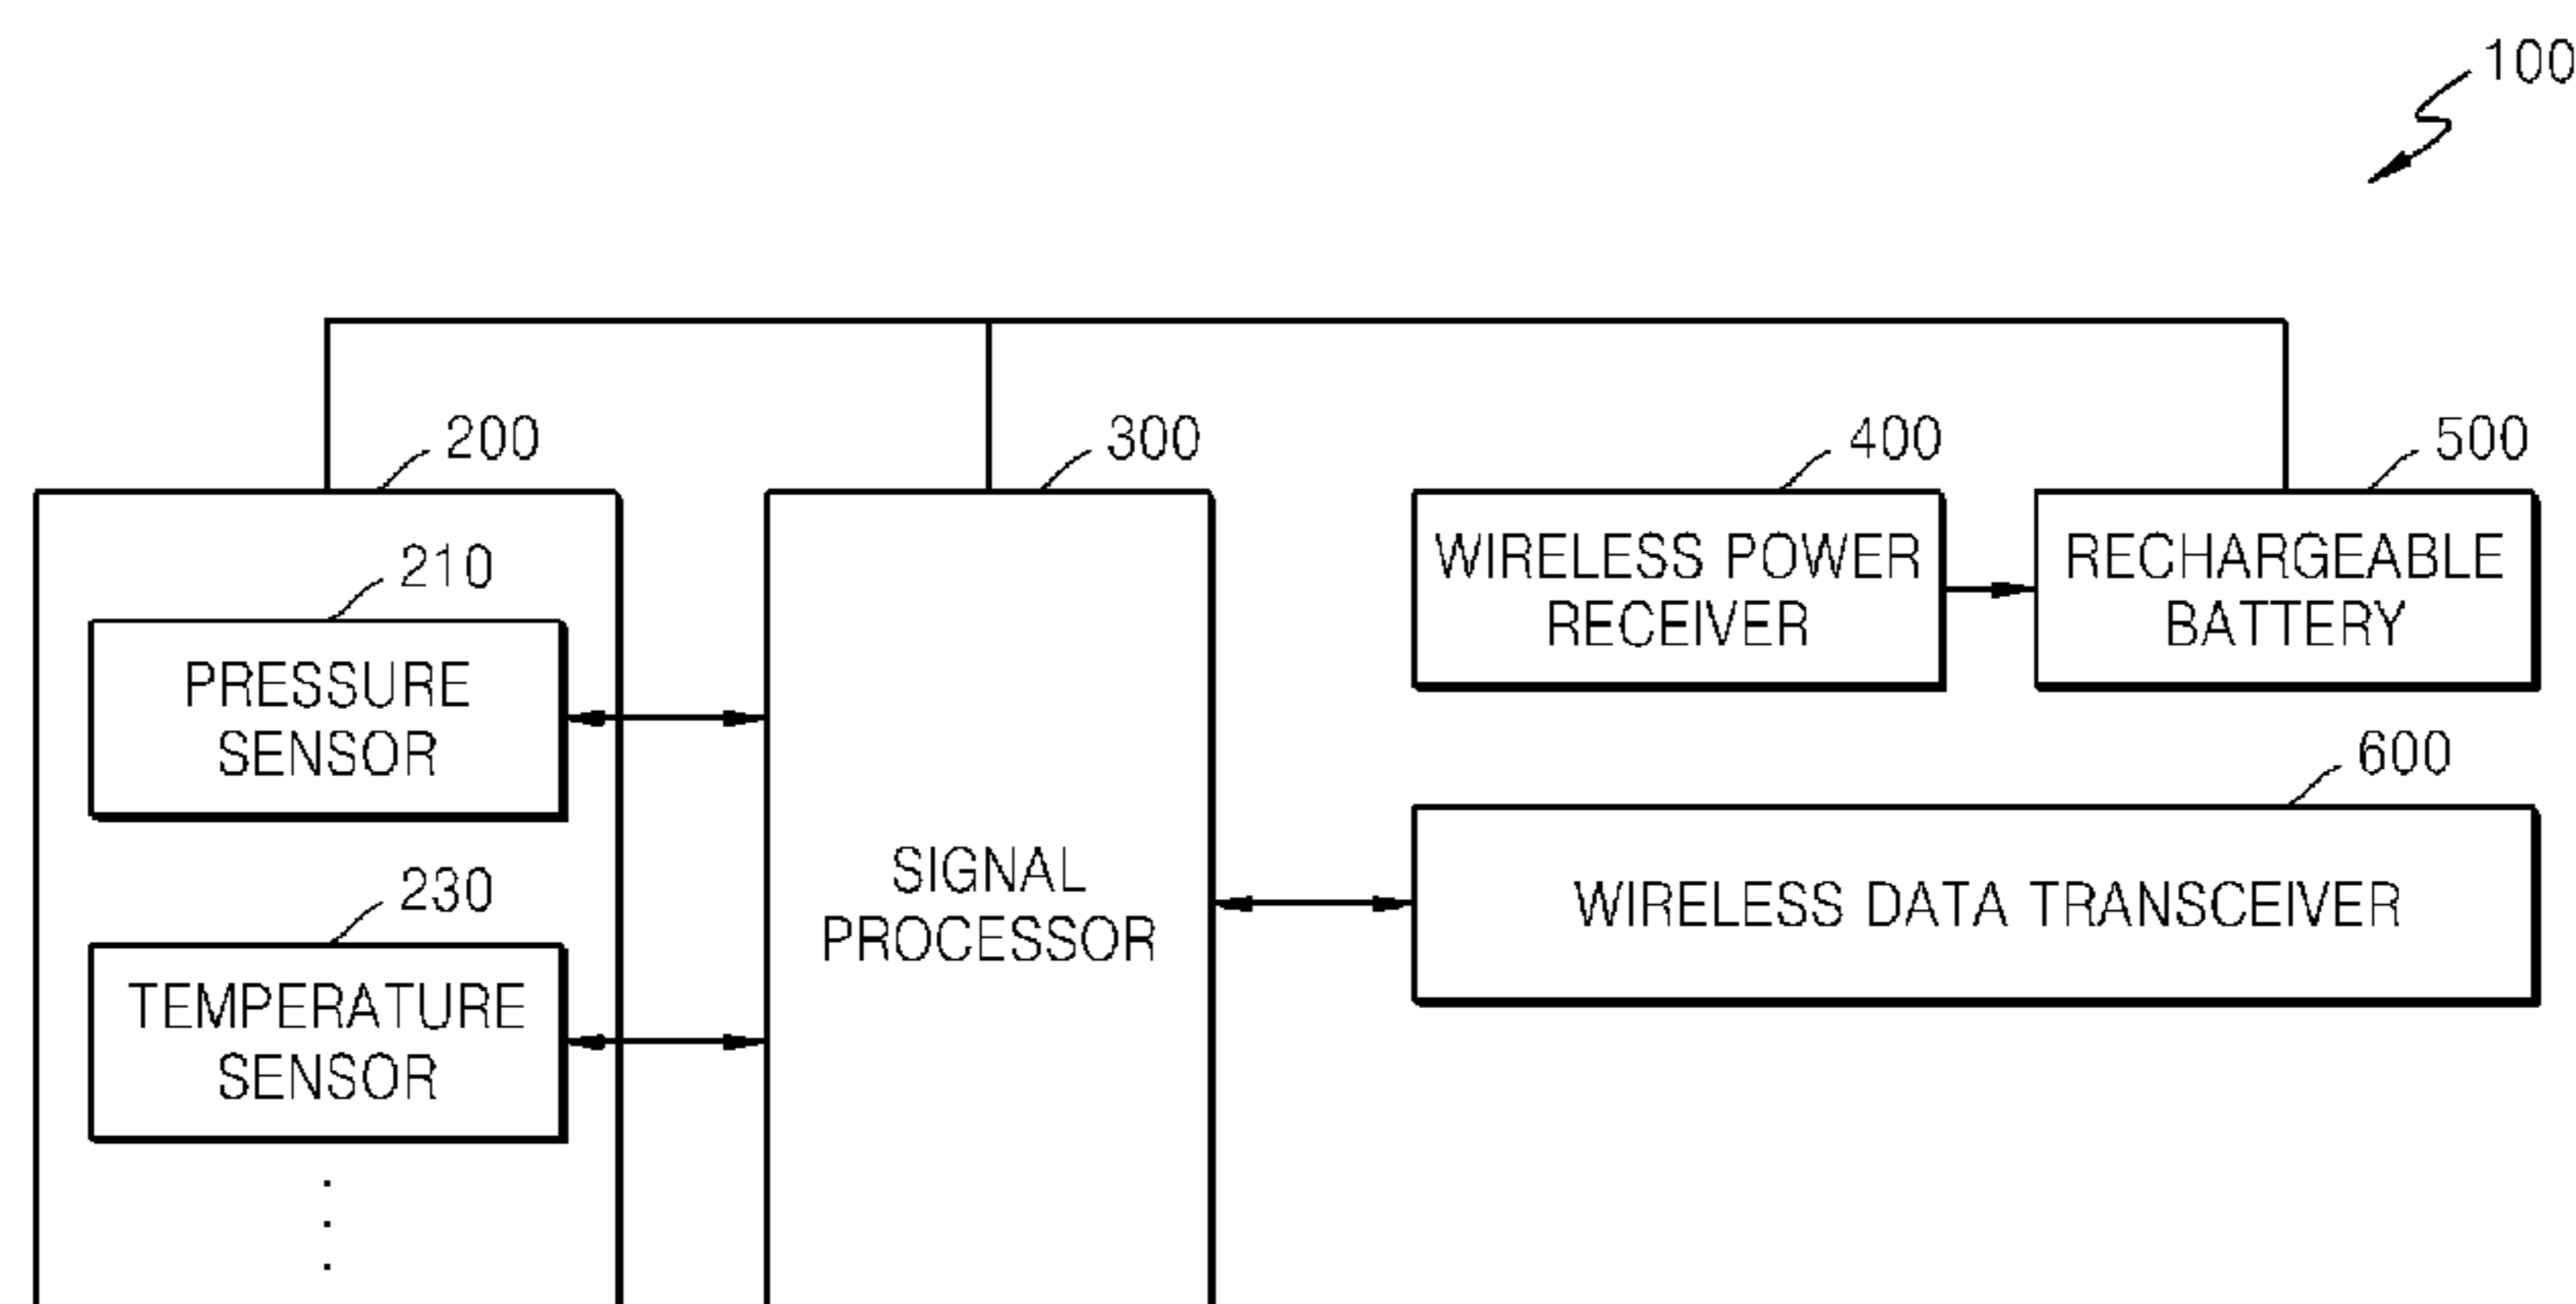 100
200
300
400
500
210
WIRELESS POWER
RECEIVER
RECHARGEABLE
BATTERY
PRESSURE
SENSOR
600
230
SIGNAL
PROCESSOR
WIRELESS DATA TRANSCEIVER
TEMPERATURE
SENSOR